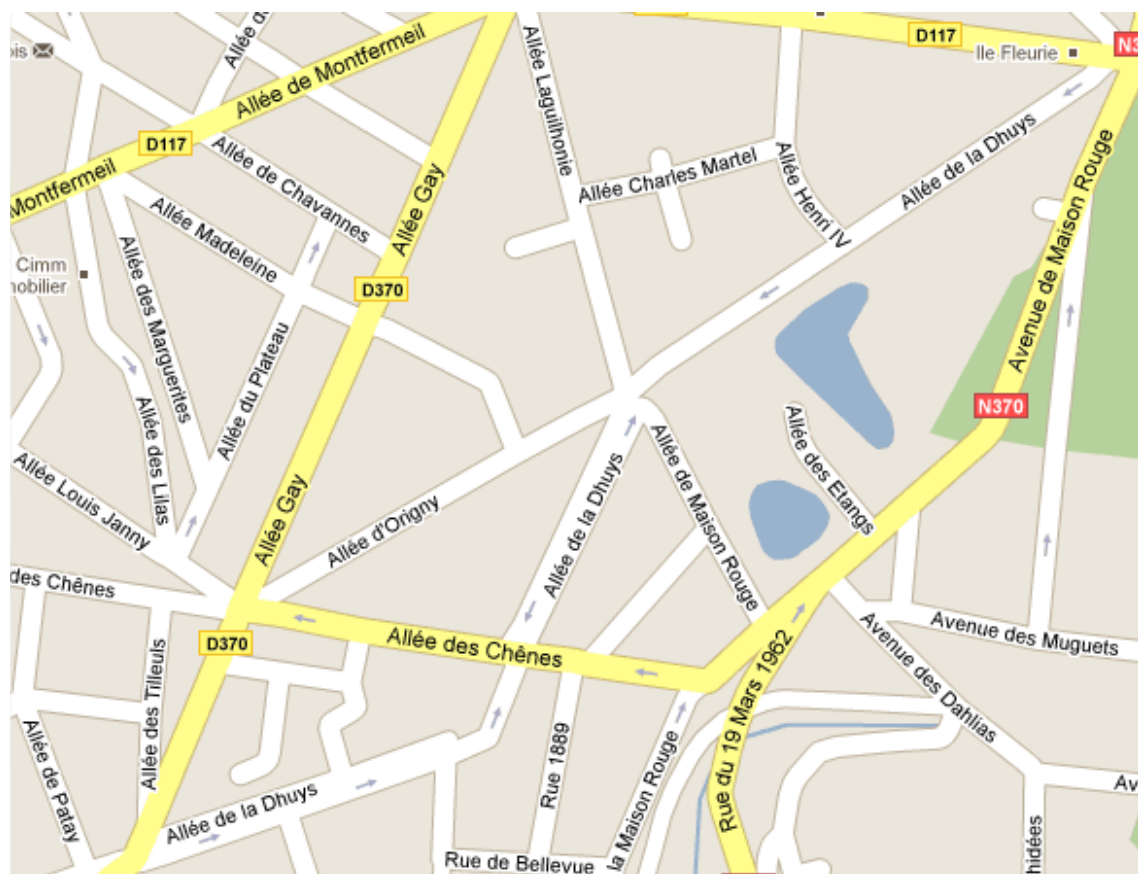 D117
Ile Fleurie
Allée de Montfermeil
Allée Laguilhonie
Allée de la Dhuys
D117
Allée de Chavannes
Allée Gay
Allée Charles Martel
Allée Henri IV
Avenue de Maison Rouge
Montfermeil
Allée Madeleine
Cimm
Allée des Marguerites
D370
Allée du Plateau
N370
Allée des Lilas
Allée des Etangs
Allée de Maison Rouge
Allée Louis Janny
Allée Gay
Allée d'Origny
Allée de la Dhuys
des Chênes
D370
Allée des Chênes
Avenue des Muguets
Avenue des Dahlias
Rue du 19 Mars 1962
Allée des Tilleuls
Allée de Patay
Rue 1889
la Maison Rouge
Allée de la Dhuys
Rue de Bellevue